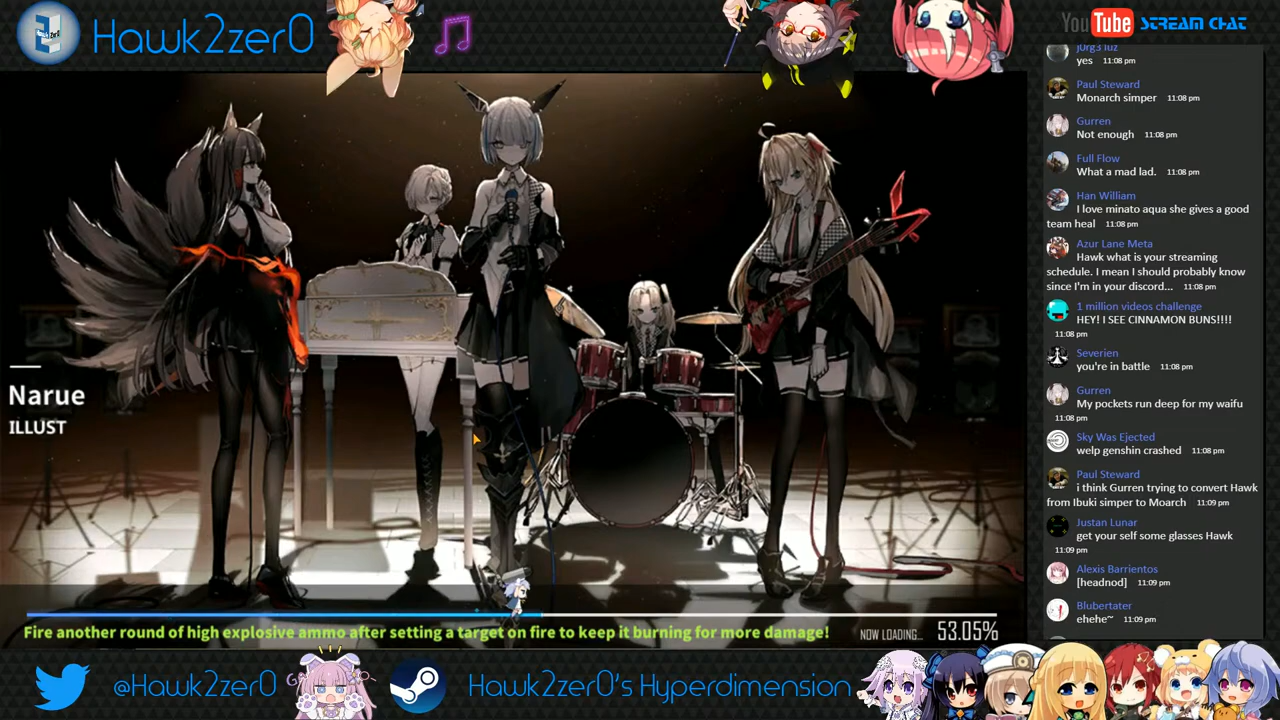 Hawk2zer0
YouTube STREAM CHAT
yes 11:08 pm
Paul Steward
Monarch simper 11:08 pm
Gurren
Not enough 11:08 pm
Full Flow
What a mad lad. 11:08 pm
Han William
I love minato aqua she gives a good
team heal 11:08 pm
Azur Lane Meta
Hawk what is your streaming
schedule. I mean I should probably know
since I'm in your discord... 11:08 pm
1 million videos challenge
HEY! I SEE CINNAMON BUNS!!!!
11:08 pm
Severien
you're in battle 11:08 pm
Gurren
My pockets run deep for my waifu
11:08 pm
Sky Was Ejected
welp genshin crashed 11:08 pm
Paul Steward
i think Gurren trying to convert Hawk
from Ibuki simper to Moarch 11:09 pm
Justan Lunar
get your self some glasses Hawk
11:09 pm
Alexis Barrientos
[headnod] 11:09 pm
Blubertater
ehehe~ 11:09 pm
Narue
ILLUST
Fire another round of high explosive ammo after setting a target on fire to keep it burning for more damage!
NOW LOADING... 53.05%
@Hawk2zer0
Hawk2zer0's Hyperdimension